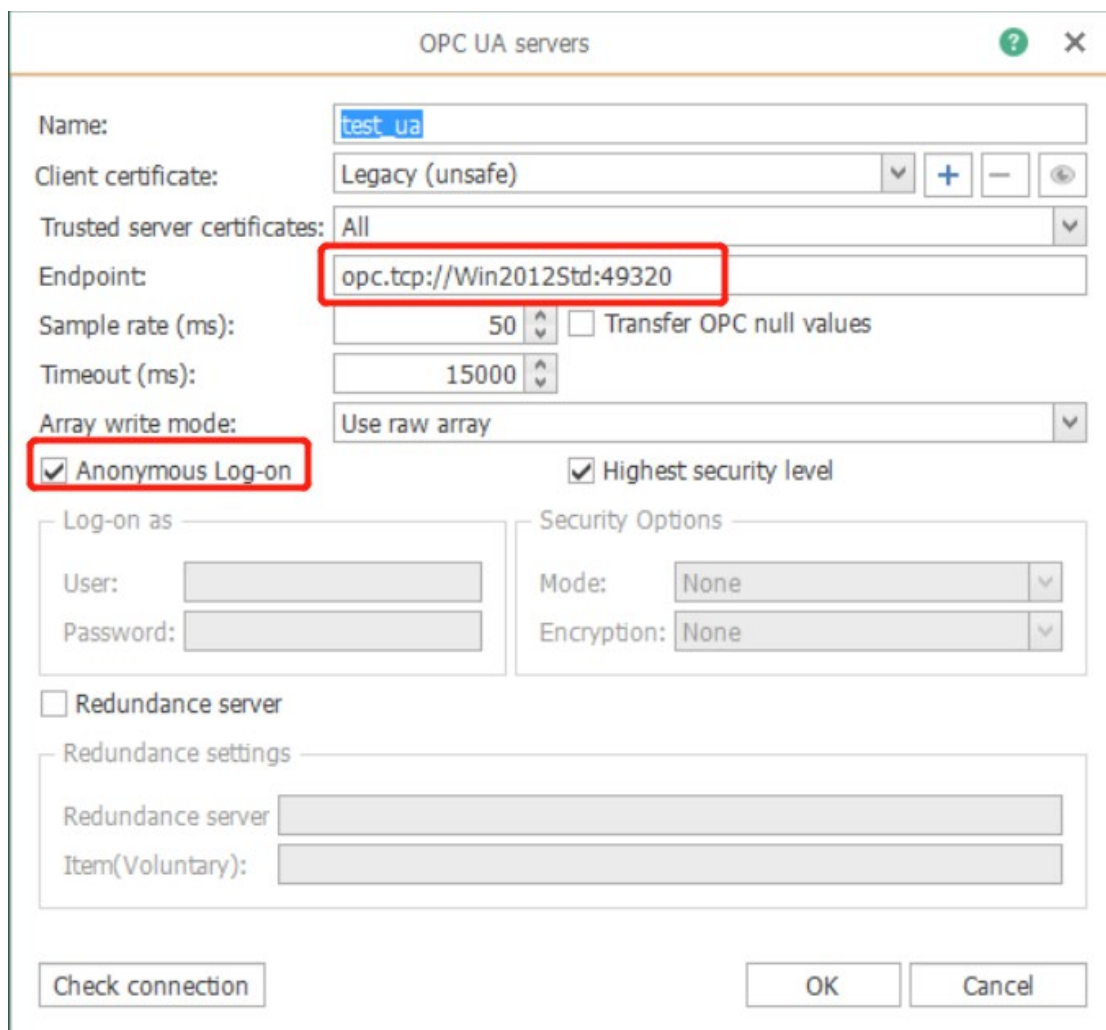 OPC UA servers
Name: test_ua
Client certificate: Legacy (unsafe)
Trusted server certificates: All
Endpoint: opc.tcp://Win2012Std:49320
Sample rate (ms): 50 Transfer OPC null values
Timeout (ms): 15000
Array write mode: Use raw array
Anonymous Log-on Highest security level
Log-on as Security Options
User: Mode: None
Password: Encryption: None
Redundance server
Redundance settings
Redundance server
Item(Voluntary):
Check connection OK Cancel